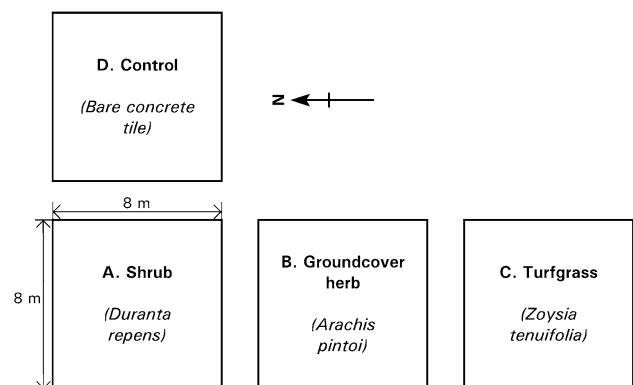 D. Control
(Bare concrete
tile)
N
8 m
8 m
A. Shrub
(Duranta
repens)
B. Groundcover
herb
(Arachis
pintoi)
C. Turfgrass
(Zoysia
tenuifolia)